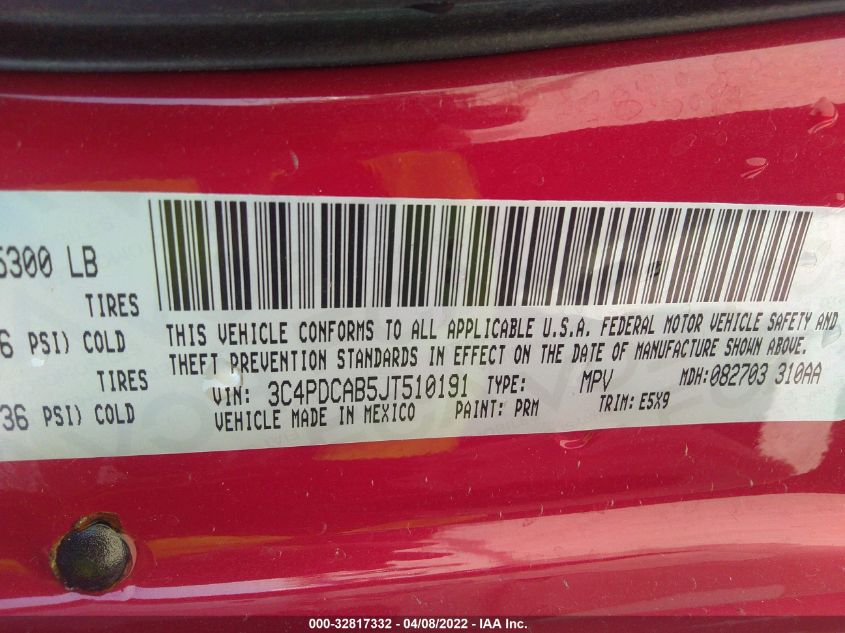 5300 LB
TIRES
6 PSI) COLD
TIRES
36 PSI) COLD
THIS VEHICLE CONFORMS TO ALL APPLICABLE U.S.A. FEDERAL MOTOR VEHICLE SAFETY AND
THEFT PREVENTION STANDARDS IN EFFECT ON THE DATE OF MANUFACTURE SHOWN ABOVE.
VIN: 3C4PDCAB5JT510191 TYPE: MPV MDH:082703 310AA
VEHICLE MADE IN MEXICO PAINT: PRM TRIM: E5X9
000-32817332 - 04/08/2022 - IAA Inc.